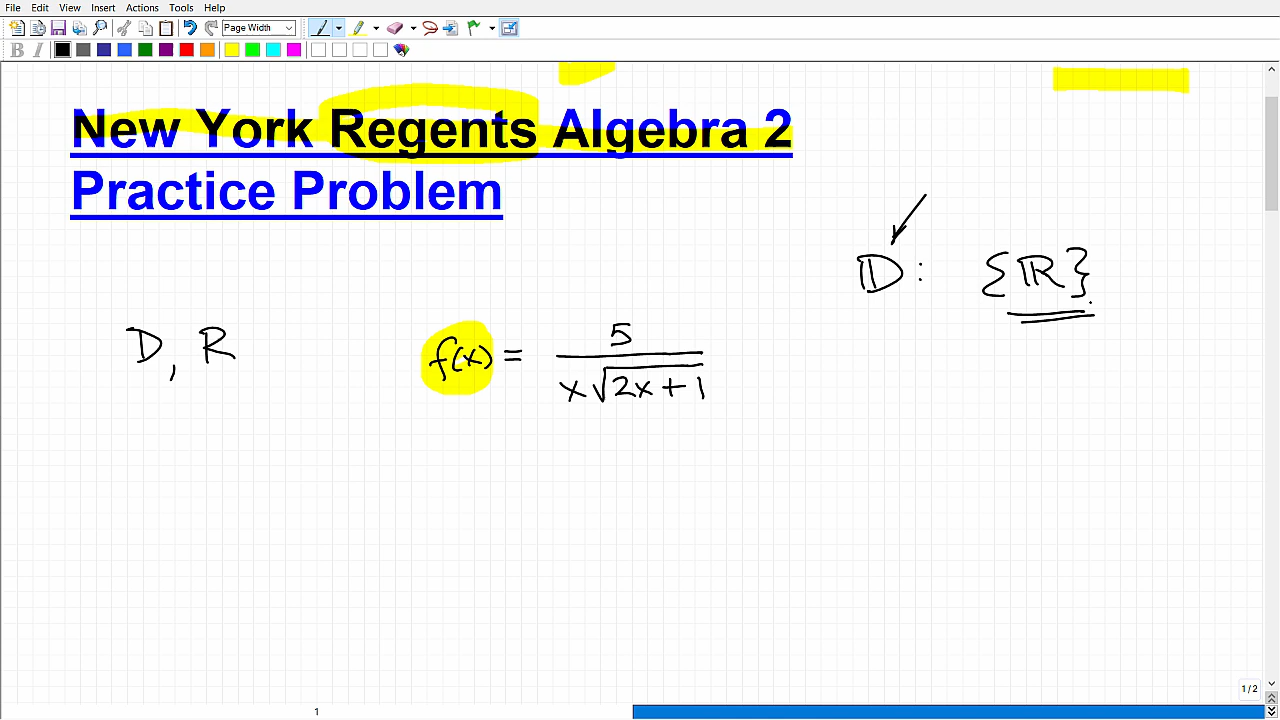 File Edit View Insert Actions Tools Help
Page Width
B I
New York Regents Algebra 2
Practice Problem
D: {ℝ}.
D, R f(x) = 5 / (x√(2x+1))
1/2
1